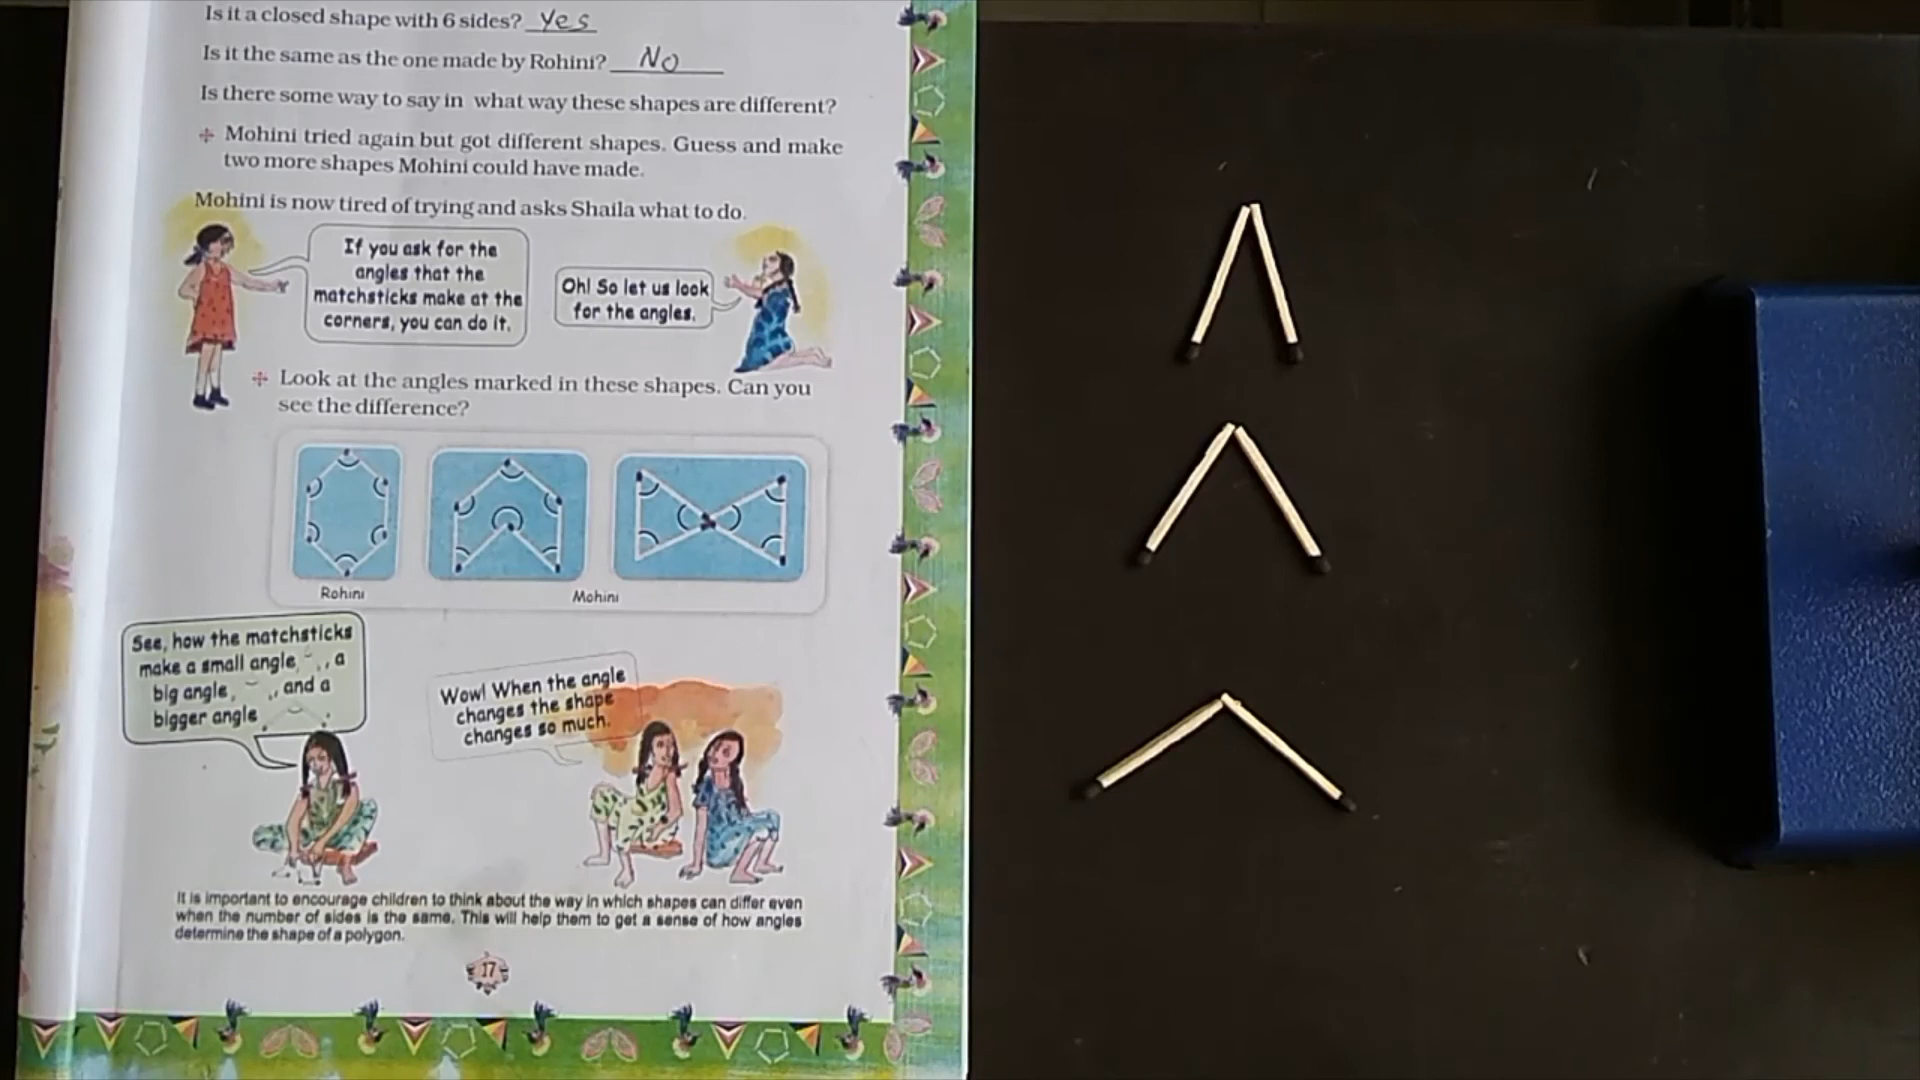 Is it a closed shape with 6 sides? Yes
Is it the same as the one made by Rohini? No
Is there some way to say in what way these shapes are different?
Mohini tried again but got different shapes. Guess and make
two more shapes Mohini could have made.
Mohini is now tired of trying and asks Shaila what to do.
If you ask for the
angles that the
matchsticks make at the
corners, you can do it.
Oh! So let us look
for the angles.
Look at the angles marked in these shapes. Can you
see the difference?
Rohini
Mohini
See, how the matchsticks
make a small angle, , a
big angle, , and a
bigger angle .
Wow! When the angle
changes the shape
changes so much.
It is important to encourage children to think about the way in which shapes can differ even
when the number of sides is the same. This will help them to get a sense of how angles
determine the shape of a polygon.
17